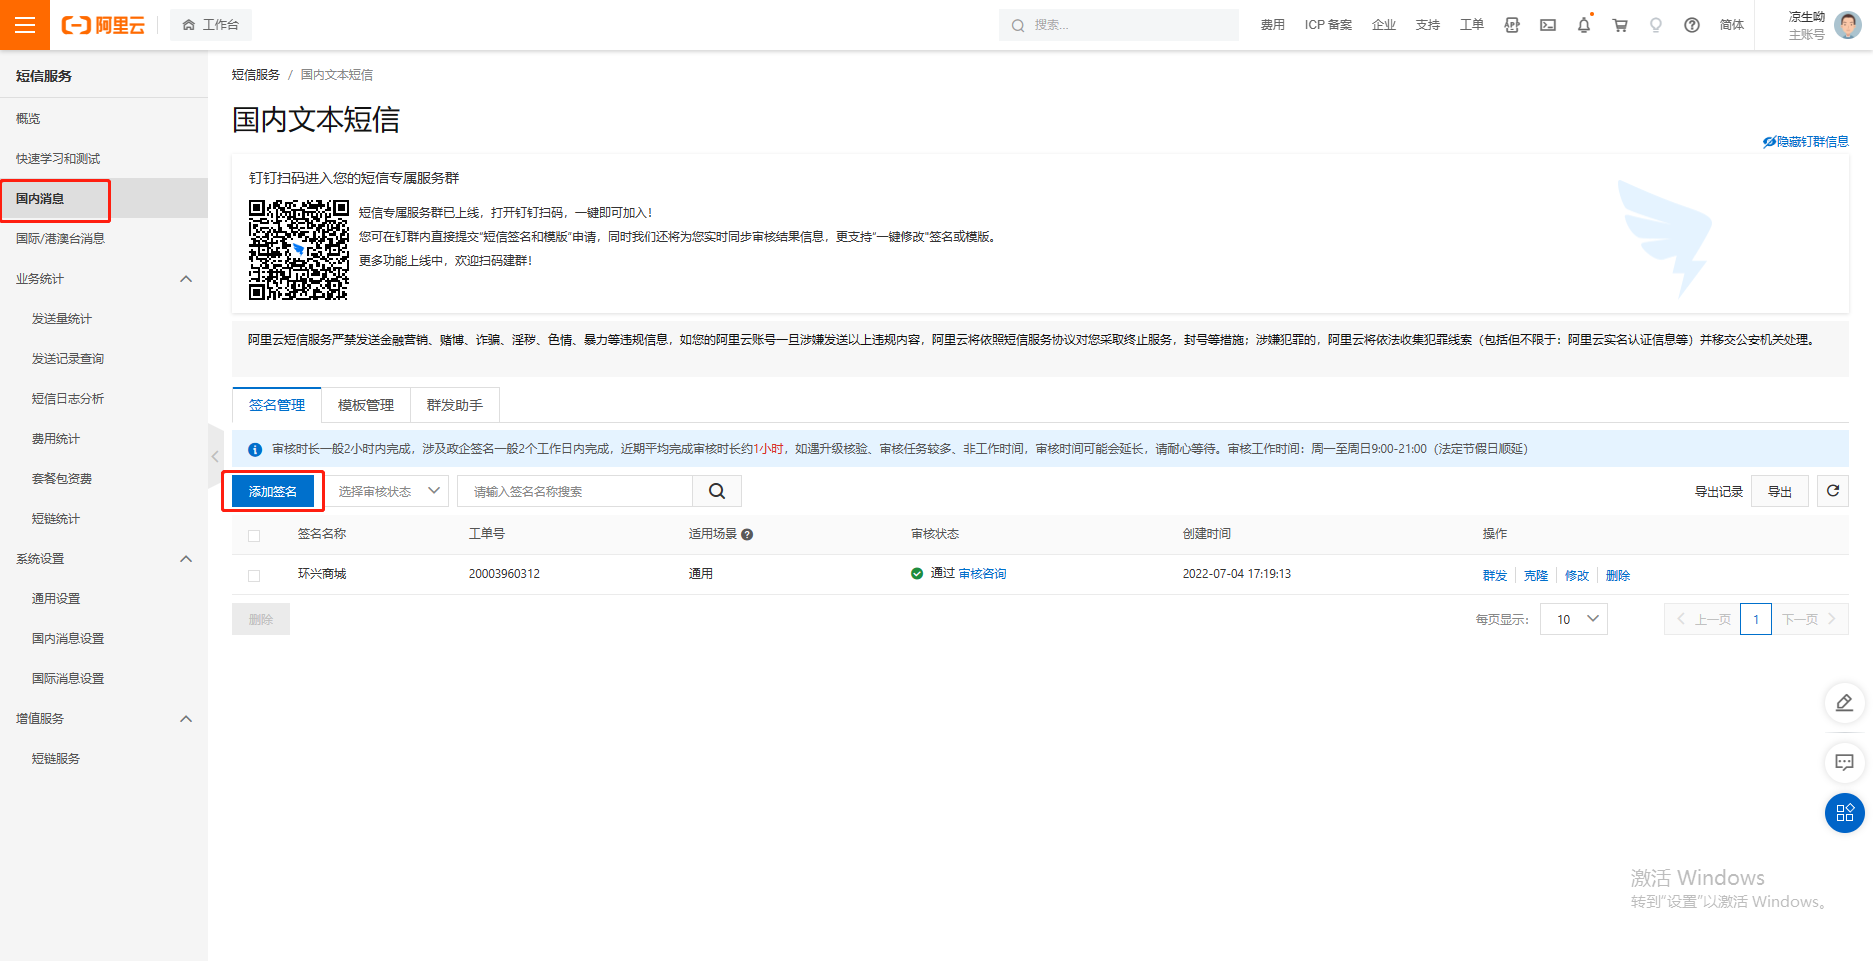 阿里云
工作台
搜索...
费用
ICP 备案
企业
支持
工单
简体
凉生呦
主账号
短信服务
概览
快速学习和测试
国内消息
国际/港澳台消息
业务统计
发送量统计
发送记录查询
短信日志分析
费用统计
套餐包资费
短链统计
系统设置
通用设置
国内消息设置
国际消息设置
增值服务
短链服务
短信服务 / 国内文本短信
国内文本短信
隐藏钉群信息
钉钉扫码进入您的短信专属服务群
短信专属服务群已上线，打开钉钉扫码，一键即可加入！
您可在钉群内直接提交“短信签名和模版”申请，同时我们还将为您实时同步审核结果信息，更支持“一键修改”签名或模版。
更多功能上线中，欢迎扫码建群！
阿里云短信服务严禁发送金融营销、赌博、诈骗、淫秽、色情、暴力等违规信息，如您的阿里云账号一旦涉嫌发送以上违规内容，阿里云将依照短信服务协议对您采取终止服务，封号等措施；涉嫌犯罪的，阿里云将依法收集犯罪线索（包括但不限于：阿里云实名认证信息等）并移交公安机关处理。
签名管理
模板管理
群发助手
审核时长一般2小时内完成，涉及政企签名一般2个工作日内完成，近期平均完成审核时长约1小时，如遇升级核验、审核任务较多、非工作时间，审核时间可能会延长，请耐心等待。审核工作时间：周一至周日9:00-21:00（法定节假日顺延）
添加签名
选择审核状态
请输入签名名称搜索
导出记录
导出
签名名称 工单号 适用场景 审核状态 创建时间 操作
环兴商城 20003960312 通用 通过 审核咨询 2022-07-04 17:19:13 群发 克隆 修改 删除
删除
每页显示： 10 上一页 1 下一页
激活 Windows
转到“设置”以激活 Windows。